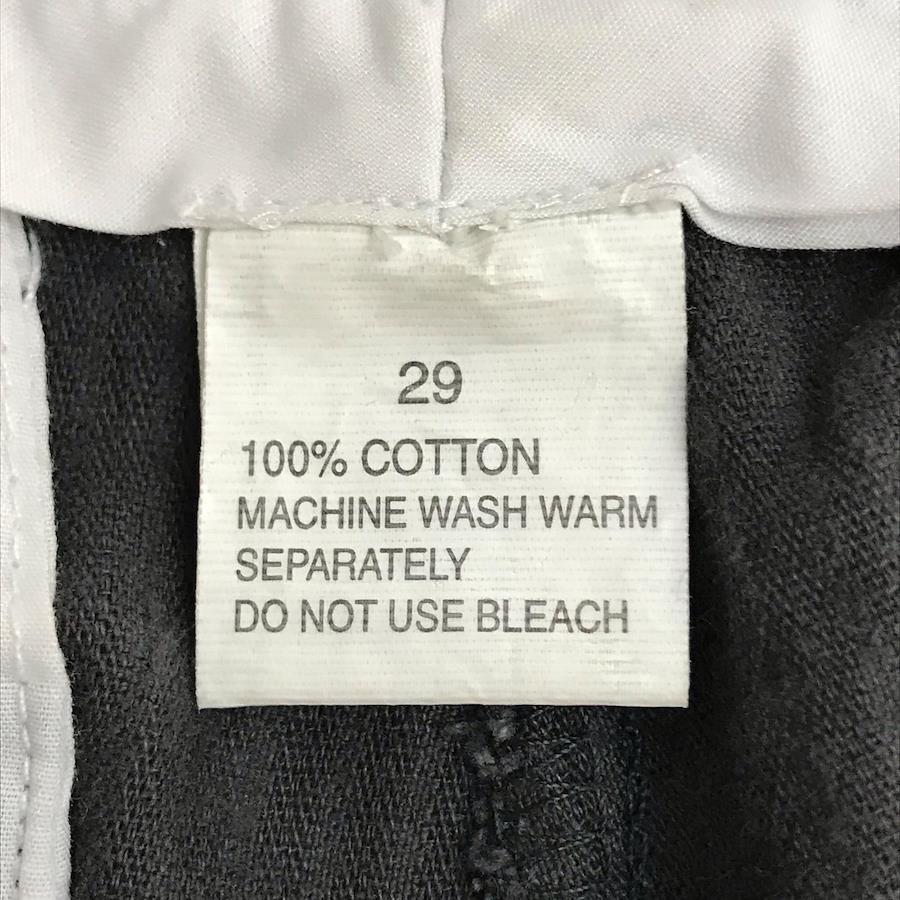 29
100% COTTON
MACHINE WASH WARM
SEPARATELY
DO NOT USE BLEACH